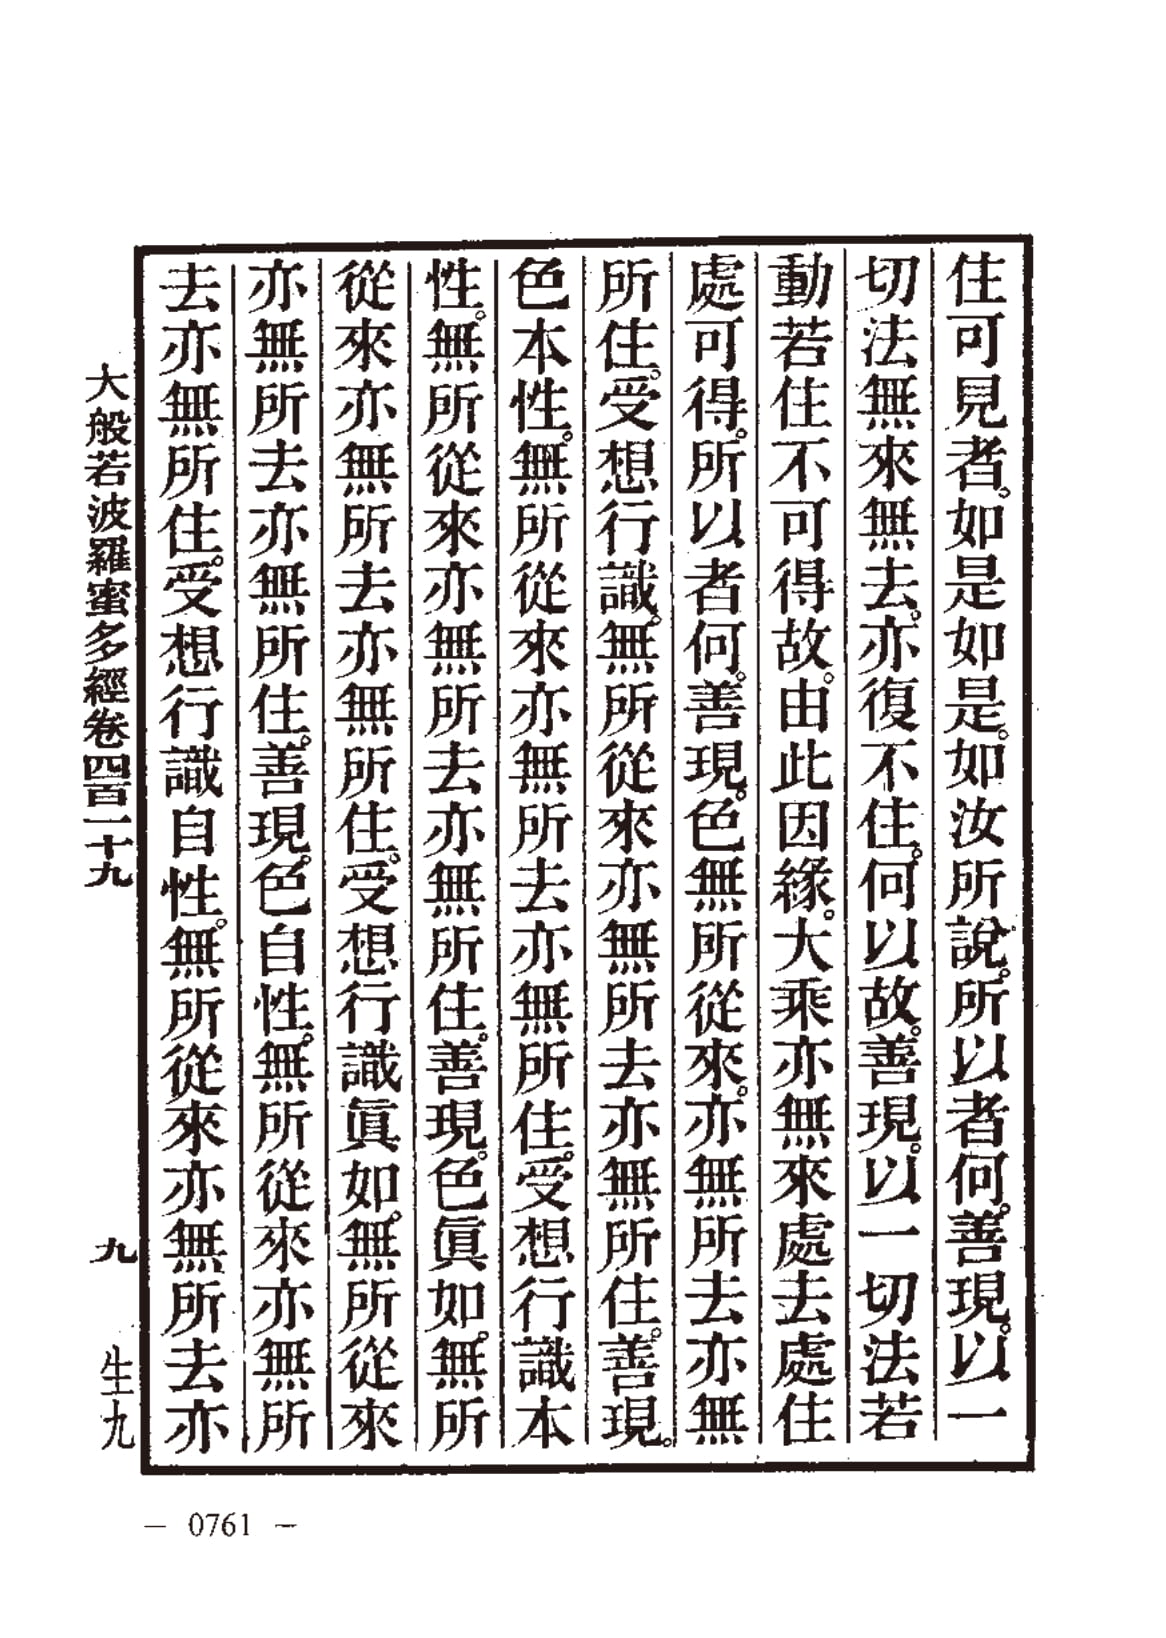 住可見者。如是如是。如汝所說。所以者何。善現。以一
切法無來無去。亦復不住。何以故。善現。以一切法若
動若住不可得故。由此因緣。大乘亦無來處去處住
處可得。所以者何。善現。色無所從來。亦無所去亦無
所住。受想行識。無所從來亦無所去亦無所住。善現。
色本性。無所從來亦無所去亦無所住。受想行識本
性。無所從來亦無所去亦無所住。善現。色眞如。無所
從來亦無所去亦無所住。受想行識眞如。無所從來
亦無所去亦無所住。善現。色自性。無所從來亦無所
去亦無所住。受想行識自性。無所從來亦無所去亦
大般若波羅蜜多經卷四百一十九 九 生九
— 0761 —